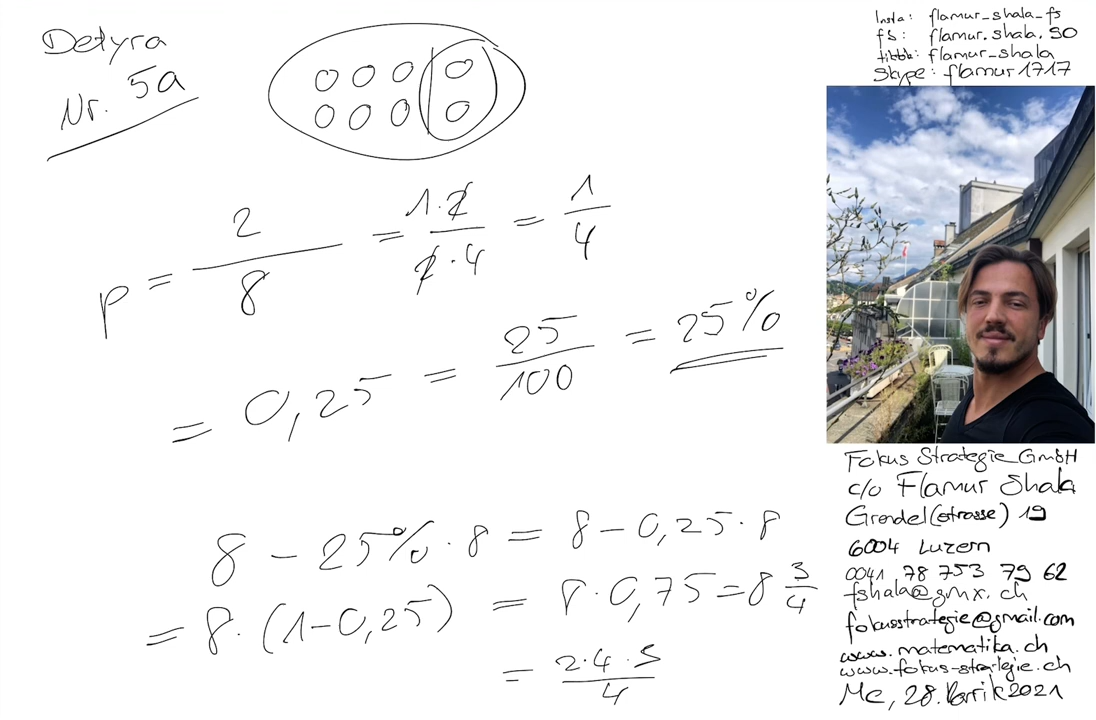 Detyra
Nr. 5a
p = 2/8 = 1·2/2·4 = 1/4
= 0,25 = 25/100 = 25%
8 - 25% · 8 = 8 - 0,25 · 8
= 8 · (1-0,25) = 8 · 0,75 = 8 3/4
= 2·4·3/4
Insta: flamur_shala_fs
fb: flamur.shala.50
tiktok: flamur_shala
Skype: flamur1717
Fokus Strategie GmbH
c/o Flamur Shala
Grendel(strasse) 19
6004 Luzern
0041 78 753 79 62
fshala@gmx.ch
fokusstrategie@gmail.com
www.matematika.ch
www.fokus-strategie.ch
Me, 28. Korrik 2021